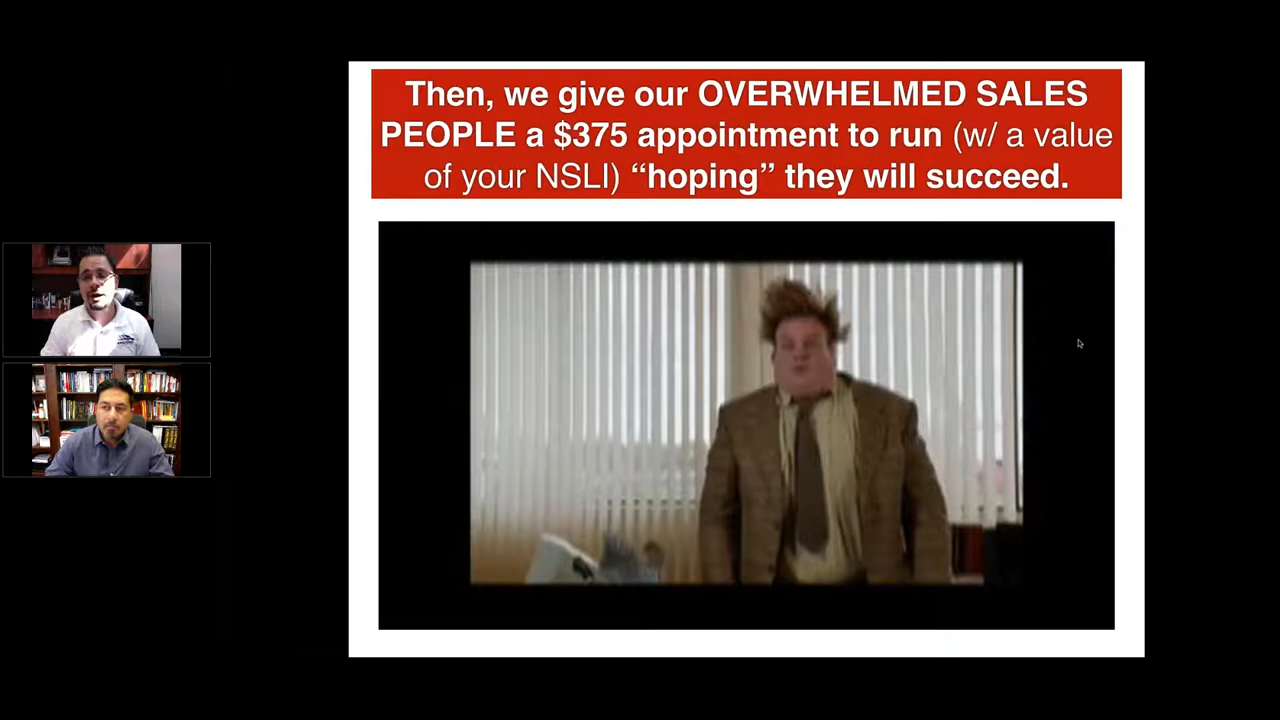 Then, we give our OVERWHELMED SALES
PEOPLE a $375 appointment to run (w/ a value
of your NSLI) “hoping” they will succeed.